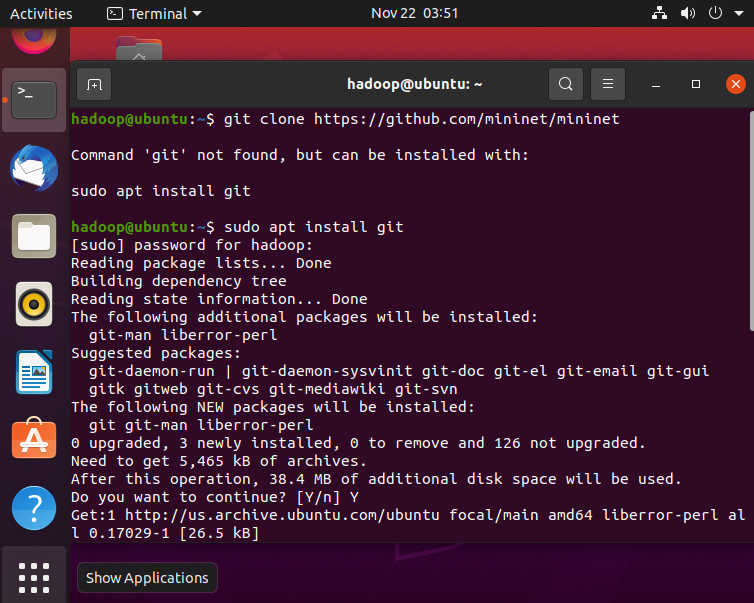 Activities
Terminal
Nov 22 03:51
hadoop@ubuntu: ~
hadoop@ubuntu:~$ git clone https://github.com/mininet/mininet
Command 'git' not found, but can be installed with:
sudo apt install git
hadoop@ubuntu:~$ sudo apt install git
[sudo] password for hadoop:
Reading package lists... Done
Building dependency tree
Reading state information... Done
The following additional packages will be installed:
git-man liberror-perl
Suggested packages:
git-daemon-run | git-daemon-sysvinit git-doc git-el git-email git-gui
gitk gitweb git-cvs git-mediawiki git-svn
The following NEW packages will be installed:
git git-man liberror-perl
0 upgraded, 3 newly installed, 0 to remove and 126 not upgraded.
Need to get 5,465 kB of archives.
After this operation, 38.4 MB of additional disk space will be used.
Do you want to continue? [Y/n] Y
Get:1 http://us.archive.ubuntu.com/ubuntu focal/main amd64 liberror-perl al
l 0.17029-1 [26.5 kB]
Show Applications